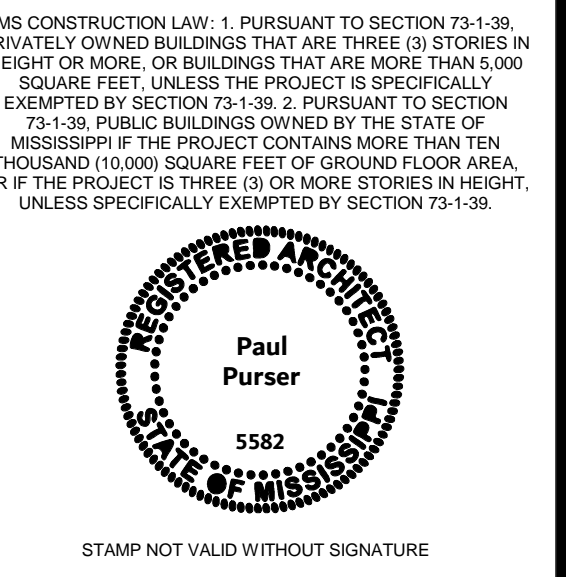 MS CONSTRUCTION LAW: 1. PURSUANT TO SECTION 73-1-39,
RIVATELY OWNED BUILDINGS THAT ARE THREE (3) STORIES IN
EIGHT OR MORE, OR BUILDINGS THAT ARE MORE THAN 5,000
SQUARE FEET, UNLESS THE PROJECT IS SPECIFICALLY
EXEMPTED BY SECTION 73-1-39. 2. PURSUANT TO SECTION
73-1-39, PUBLIC BUILDINGS OWNED BY THE STATE OF
MISSISSIPPI IF THE PROJECT CONTAINS MORE THAN TEN
THOUSAND (10,000) SQUARE FEET OF GROUND FLOOR AREA,
R IF THE PROJECT IS THREE (3) OR MORE STORIES IN HEIGHT,
UNLESS SPECIFICALLY EXEMPTED BY SECTION 73-1-39.
REGISTERED ARCHITECT
Paul
Purser
5582
STATE OF MISSISSIPPI
STAMP NOT VALID WITHOUT SIGNATURE